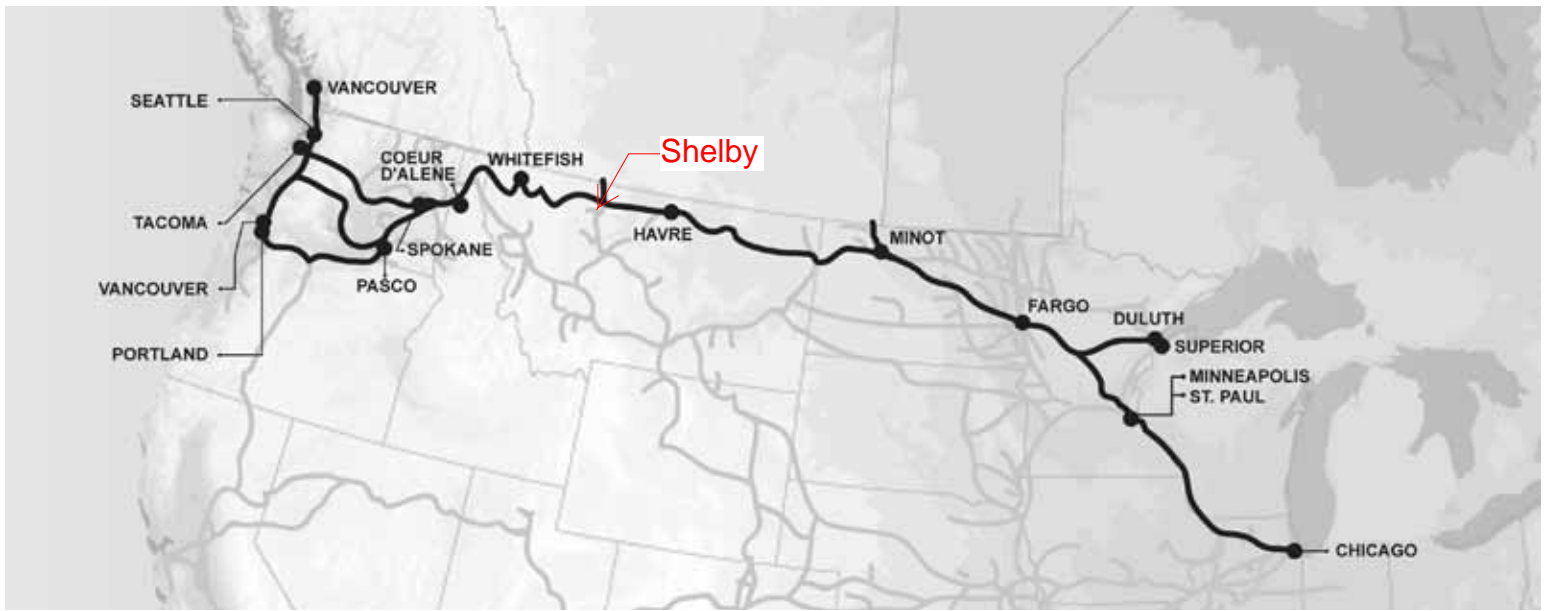 VANCOUVER
SEATTLE
Shelby
COEUR
D'ALENE
WHITEFISH
TACOMA
HAVRE
SPOKANE
MINOT
PASCO
VANCOUVER
FARGO
DULUTH
SUPERIOR
PORTLAND
MINNEAPOLIS
ST. PAUL
CHICAGO